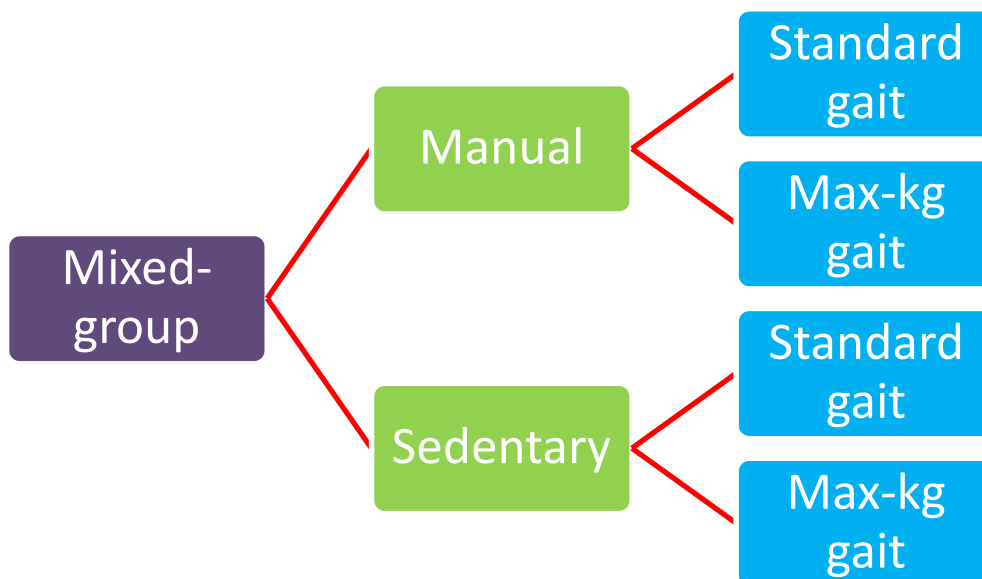 Mixed-
group
Manual
Standard
gait
Max-kg
gait
Sedentary
Standard
gait
Max-kg
gait